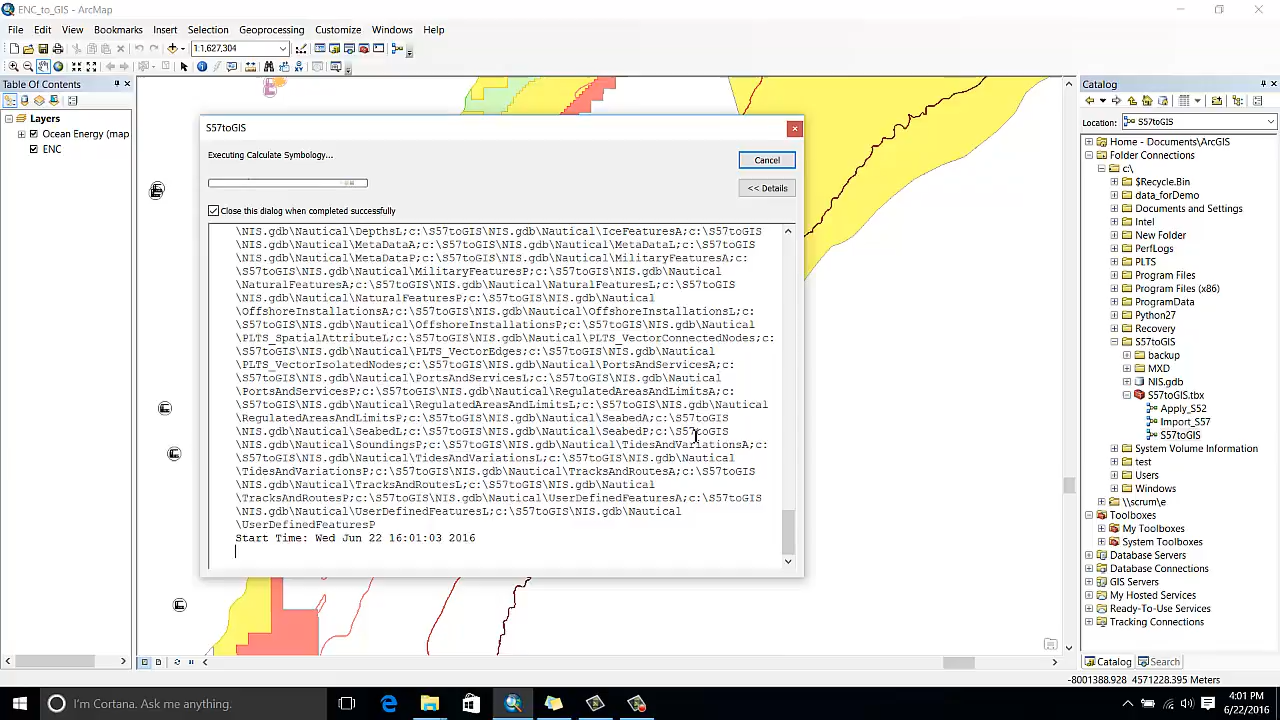 ENC_to_GIS - ArcMap
File Edit View Bookmarks Insert Selection Geoprocessing Customize Windows Help
1:1,627,304
Table Of Contents
Layers
Ocean Energy (map
ENC
S57toGIS
Executing Calculate Symbology...
Cancel
<< Details
Close this dialog when completed successfully
\NIS.gdb\Nautical\DepthsL;c:\S57toGIS\NIS.gdb\Nautical\IceFeaturesA;c:\S57toGIS
\NIS.gdb\Nautical\MetaDataA;c:\S57toGIS\NIS.gdb\Nautical\MetaDataL;c:\S57toGIS
\NIS.gdb\Nautical\MetaDataP;c:\S57toGIS\NIS.gdb\Nautical\MilitaryFeaturesA;c:
\S57toGIS\NIS.gdb\Nautical\MilitaryFeaturesP;c:\S57toGIS\NIS.gdb\Nautical
\NaturalFeaturesA;c:\S57toGIS\NIS.gdb\Nautical\NaturalFeaturesL;c:\S57toGIS
\NIS.gdb\Nautical\NaturalFeaturesP;c:\S57toGIS\NIS.gdb\Nautical
\OffshoreInstallationsA;c:\S57toGIS\NIS.gdb\Nautical\OffshoreInstallationsL;c:
\S57toGIS\NIS.gdb\Nautical\OffshoreInstallationsP;c:\S57toGIS\NIS.gdb\Nautical
\PLTS_SpatialAttributeL;c:\S57toGIS\NIS.gdb\Nautical\PLTS_VectorConnectedNodes;c:
\S57toGIS\NIS.gdb\Nautical\PLTS_VectorEdges;c:\S57toGIS\NIS.gdb\Nautical
\PLTS_VectorIsolatedNodes;c:\S57toGIS\NIS.gdb\Nautical\PortsAndServicesA;c:
\S57toGIS\NIS.gdb\Nautical\PortsAndServicesL;c:\S57toGIS\NIS.gdb\Nautical
\PortsAndServicesP;c:\S57toGIS\NIS.gdb\Nautical\RegulatedAreasAndLimitsA;c:
\S57toGIS\NIS.gdb\Nautical\RegulatedAreasAndLimitsL;c:\S57toGIS\NIS.gdb\Nautical
\RegulatedAreasAndLimitsP;c:\S57toGIS\NIS.gdb\Nautical\SeabedA;c:\S57toGIS
\NIS.gdb\Nautical\SeabedL;c:\S57toGIS\NIS.gdb\Nautical\SeabedP;c:\S57toGIS
\NIS.gdb\Nautical\SoundingsP;c:\S57toGIS\NIS.gdb\Nautical\TidesAndVariationsA;c:
\S57toGIS\NIS.gdb\Nautical\TidesAndVariationsL;c:\S57toGIS\NIS.gdb\Nautical
\TidesAndVariationsP;c:\S57toGIS\NIS.gdb\Nautical\TracksAndRoutesA;c:\S57toGIS
\NIS.gdb\Nautical\TracksAndRoutesL;c:\S57toGIS\NIS.gdb\Nautical
\TracksAndRoutesP;c:\S57toGIS\NIS.gdb\Nautical\UserDefinedFeaturesA;c:\S57toGIS
\NIS.gdb\Nautical\UserDefinedFeaturesL;c:\S57toGIS\NIS.gdb\Nautical
\UserDefinedFeaturesP
Start Time: Wed Jun 22 16:01:03 2016
Catalog
Location: S57toGIS
Home - Documents\ArcGIS
Folder Connections
c:\
$Recycle.Bin
data_forDemo
Documents and Settings
Intel
New Folder
PerfLogs
PLTS
Program Files
Program Files (x86)
ProgramData
Python27
Recovery
S57toGIS
backup
MXD
NIS.gdb
S57toGIS.tbx
Apply_S52
Import_S57
S57toGIS
System Volume Information
test
Users
Windows
\\scrum\e
Toolboxes
My Toolboxes
System Toolboxes
Database Servers
Database Connections
GIS Servers
My Hosted Services
Ready-To-Use Services
Tracking Connections
Catalog Search
-8001388.928 4571228.395 Meters
I'm Cortana. Ask me anything.
4:01 PM
6/22/2016